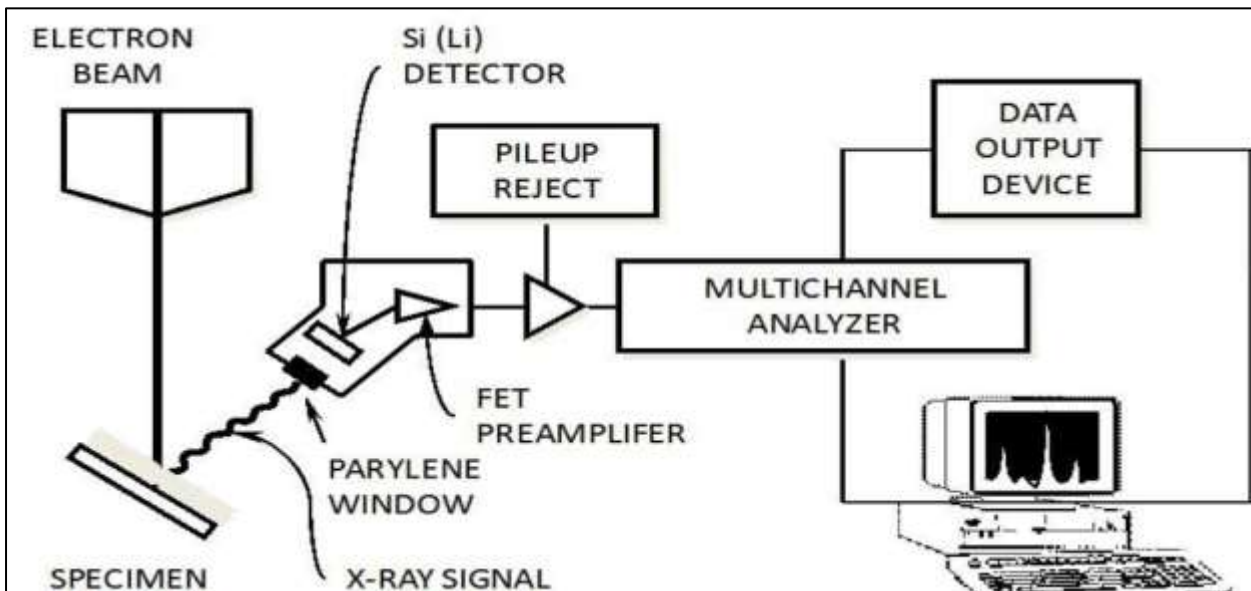 ELECTRON
BEAM
Si (Li)
DETECTOR
PILEUP
REJECT
DATA
OUTPUT
DEVICE
MULTICHANNEL
ANALYZER
FET
PREAMPLIFER
PARYLENE
WINDOW
SPECIMEN
X-RAY SIGNAL